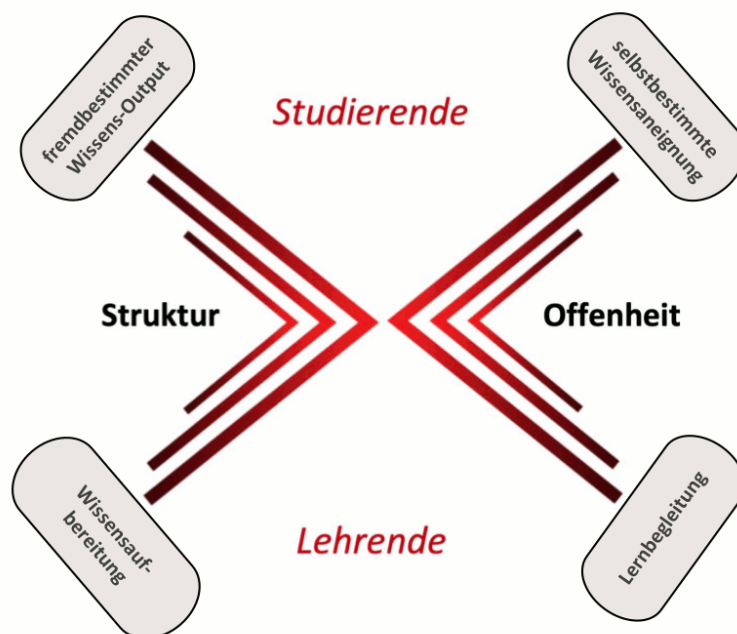 fremdbestimmter
Wissens-Output
selbstbestimmte
Wissensaneignung
Studierende
Struktur
Offenheit
Wissensauf-
bereitung
Lehrende
Lernbegleitung